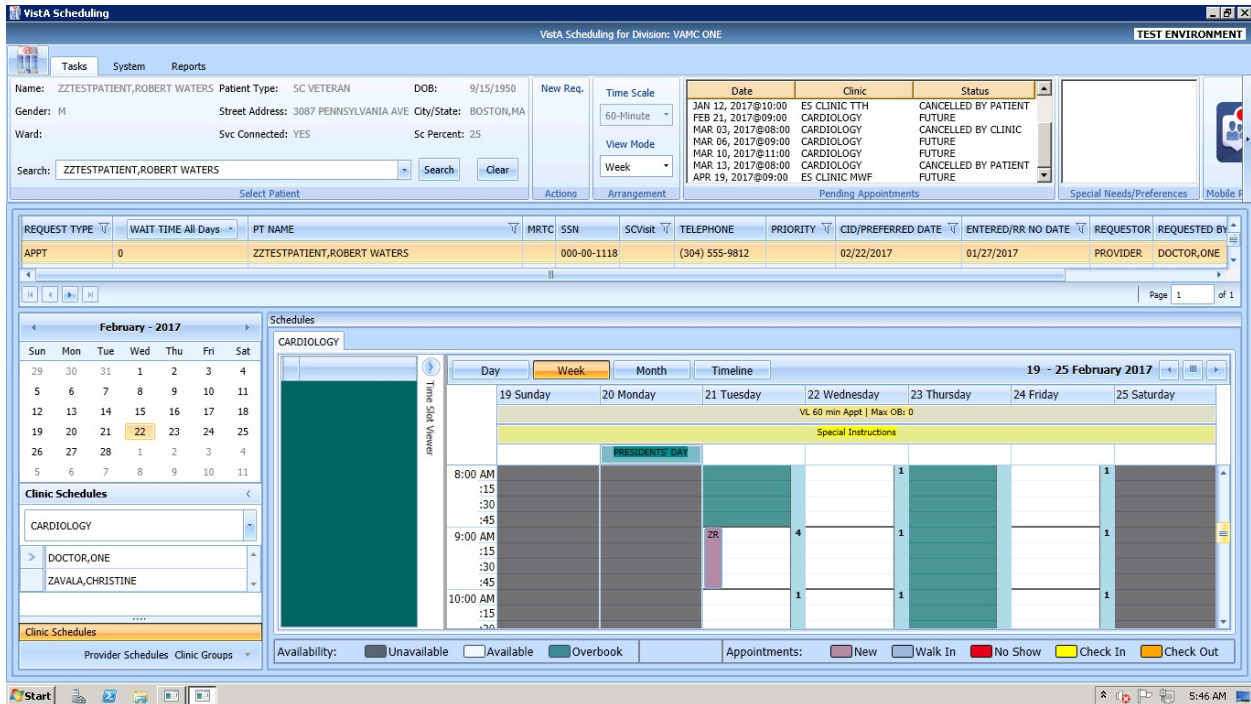 VistA Scheduling
VistA Scheduling for Division: VAMC ONE
TEST ENVIRONMENT
Tasks System Reports
Name: ZZTESTPATIENT,ROBERT WATERS Patient Type: SC VETERAN DOB: 9/15/1950
Gender: M Street Address: 3087 PENNSYLVANIA AVE City/State: BOSTON,MA
Ward: Svc Connected: YES Sc Percent: 25
Search: ZZTESTPATIENT,ROBERT WATERS Search Clear
Select Patient
New Req.
Actions
Time Scale
60-Minute
View Mode
Week
Arrangement
Date Clinic Status
JAN 12, 2017@10:00 ES CLINIC TTH CANCELLED BY PATIENT
FEB 21, 2017@09:00 CARDIOLOGY FUTURE
MAR 03, 2017@08:00 CARDIOLOGY CANCELLED BY CLINIC
MAR 06, 2017@09:00 CARDIOLOGY FUTURE
MAR 10, 2017@11:00 CARDIOLOGY FUTURE
MAR 13, 2017@08:00 CARDIOLOGY CANCELLED BY PATIENT
APR 19, 2017@09:00 ES CLINIC MWF FUTURE
Pending Appointments
Special Needs/Preferences
Mobile
REQUEST TYPE WAIT TIME All Days PT NAME MRTC SSN SCVisit TELEPHONE PRIORITY CID/PREFERRED DATE ENTERED/RR NO DATE REQUESTOR REQUESTED BY
APPT 0 ZZTESTPATIENT,ROBERT WATERS 000-00-1118 (304) 555-9812 02/22/2017 01/27/2017 PROVIDER DOCTOR,ONE
Page 1 of 1
February - 2017
Sun Mon Tue Wed Thu Fri Sat
29 30 31 1 2 3 4
5 6 7 8 9 10 11
12 13 14 15 16 17 18
19 20 21 22 23 24 25
26 27 28 1 2 3 4
5 6 7 8 9 10 11
Clinic Schedules
CARDIOLOGY
DOCTOR,ONE
ZAVALA,CHRISTINE
Clinic Schedules
Provider Schedules Clinic Groups
Schedules
CARDIOLOGY
Time Slot Viewer
Day Week Month Timeline 19 - 25 February 2017
19 Sunday 20 Monday 21 Tuesday 22 Wednesday 23 Thursday 24 Friday 25 Saturday
VL 60 min Appt | Max OB: 0
Special Instructions
PRESIDENTS' DAY
8:00 AM 1 1
:15
:30
:45
9:00 AM ZR 4 1 1
:15
:30
:45
10:00 AM 1 1 1
:15
:30
Availability: Unavailable Available Overbook Appointments: New Walk In No Show Check In Check Out
Start 5:46 AM